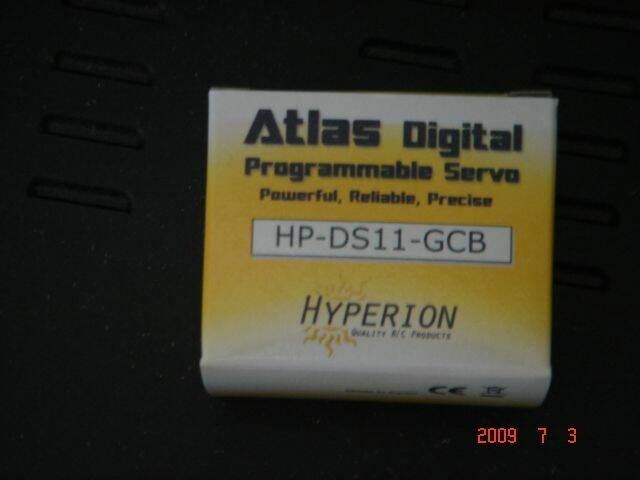 Atlas Digital
Programmable Servo
Powerful, Reliable, Precise
HP-DS11-GCB
HYPERION
QUALITY R/C PRODUCTS
CE
2009 7 3